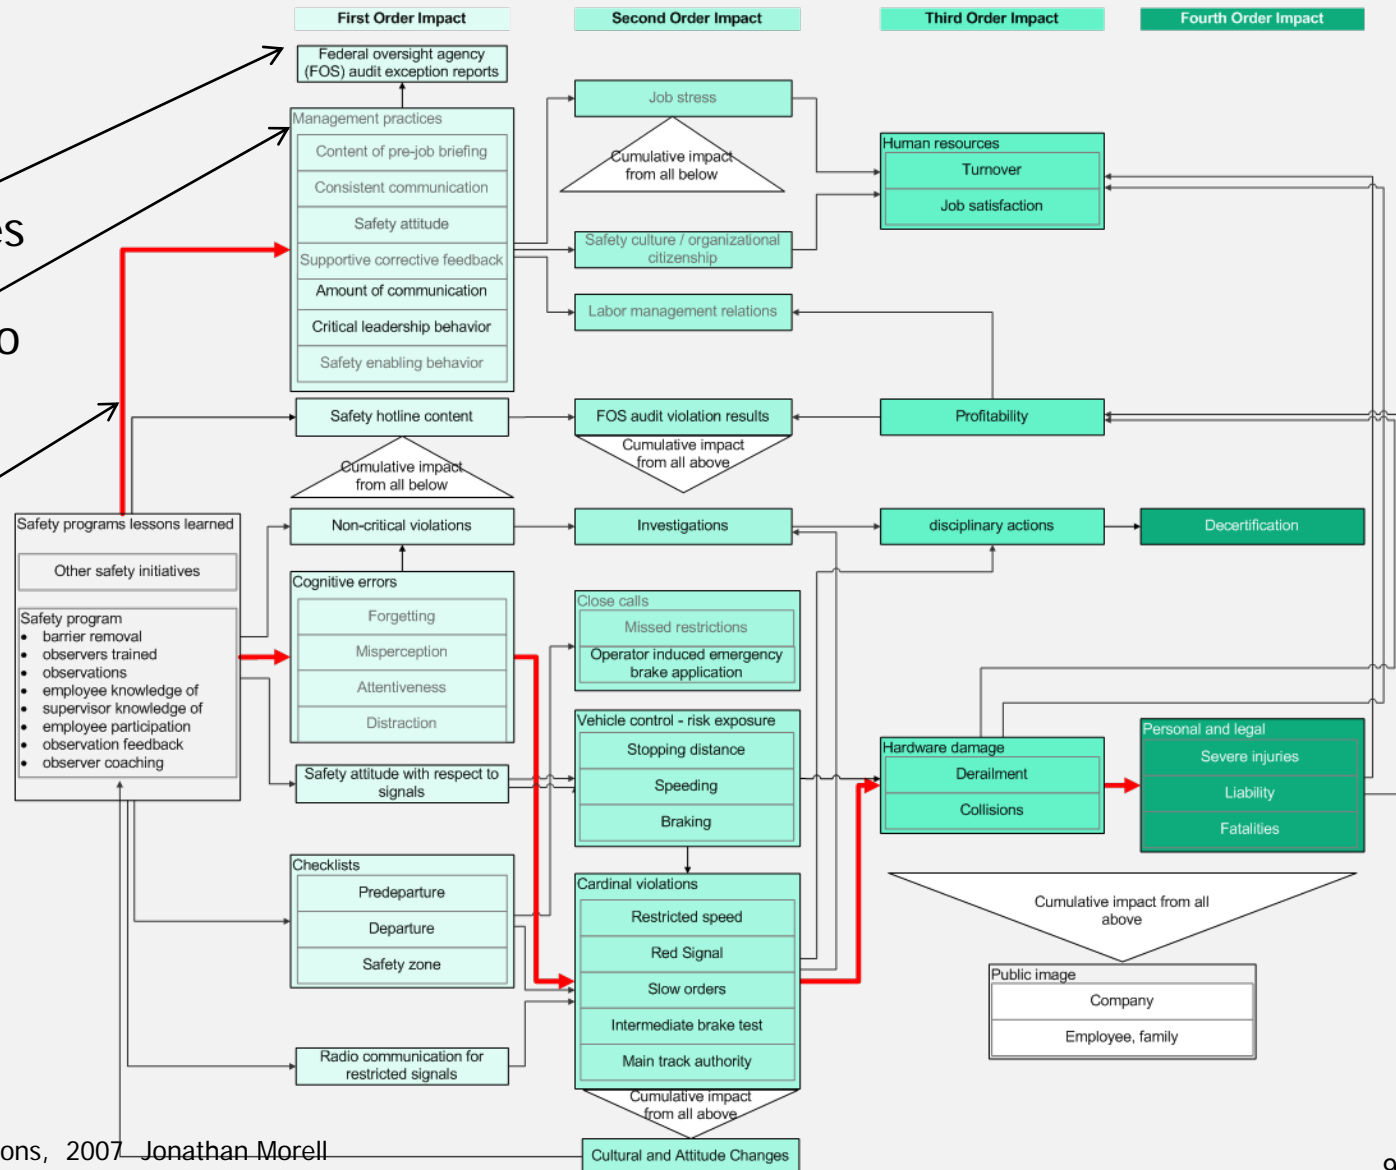 First Order Impact
Second Order Impact
Third Order Impact
Fourth Order Impact
Federal oversight agency
(FOS) audit exception reports
Management practices
Content of pre-job briefing
Consistent communication
Safety attitude
Supportive corrective feedback
Amount of communication
Critical leadership behavior
Safety enabling behavior
es
o
Safety hotline content
Cumulative impact
from all below
Non-critical violations
Safety programs lessons learned
Other safety initiatives
Safety program
• barrier removal
• observers trained
• observations
• employee knowledge of
• supervisor knowledge of
• employee participation
• observation feedback
• observer coaching
Cognitive errors
Forgetting
Misperception
Attentiveness
Distraction
Safety attitude with respect to
signals
Checklists
Predeparture
Departure
Safety zone
Radio communication for
restricted signals
Job stress
Cumulative impact
from all below
Safety culture / organizational
citizenship
Labor management relations
FOS audit violation results
Cumulative impact
from all above
Investigations
Close calls
Missed restrictions
Operator induced emergency
brake application
Vehicle control - risk exposure
Stopping distance
Speeding
Braking
Cardinal violations
Restricted speed
Red Signal
Slow orders
Intermediate brake test
Main track authority
Cumulative impact
from all above
Cultural and Attitude Changes
Human resources
Turnover
Job satisfaction
Profitability
disciplinary actions
Decertification
Hardware damage
Derailment
Collisions
Personal and legal
Severe injuries
Liability
Fatalities
Cumulative impact from all
above
Public image
Company
Employee, family
ons, 2007 Jonathan Morell
9